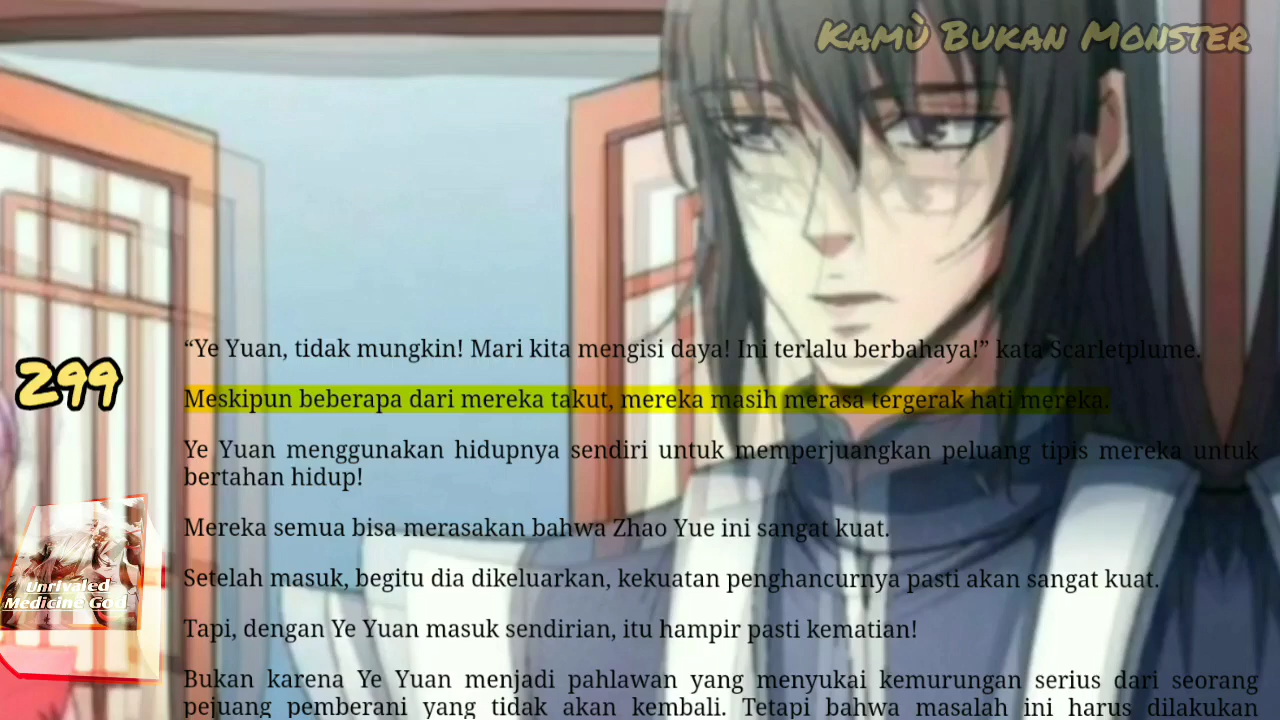 Kamù Bukan Monster
“Ye Yuan, tidak mungkin! Mari kita mengisi daya! Ini terlalu berbahaya!” kata Scarletplume.
299
Meskipun beberapa dari mereka takut, mereka masih merasa tergerak hati mereka.
Ye Yuan menggunakan hidupnya sendiri untuk memperjuangkan peluang tipis mereka untuk
bertahan hidup!
Mereka semua bisa merasakan bahwa Zhao Yue ini sangat kuat.
Setelah masuk, begitu dia dikeluarkan, kekuatan penghancurnya pasti akan sangat kuat.
Unrivaled
Medicine God
Tapi, dengan Ye Yuan masuk sendirian, itu hampir pasti kematian!
Bukan karena Ye Yuan menjadi pahlawan yang menyukai kemurungan serius dari seorang
pejuang pemberani yang tidak akan kembali. Tetapi bahwa masalah ini harus dilakukan